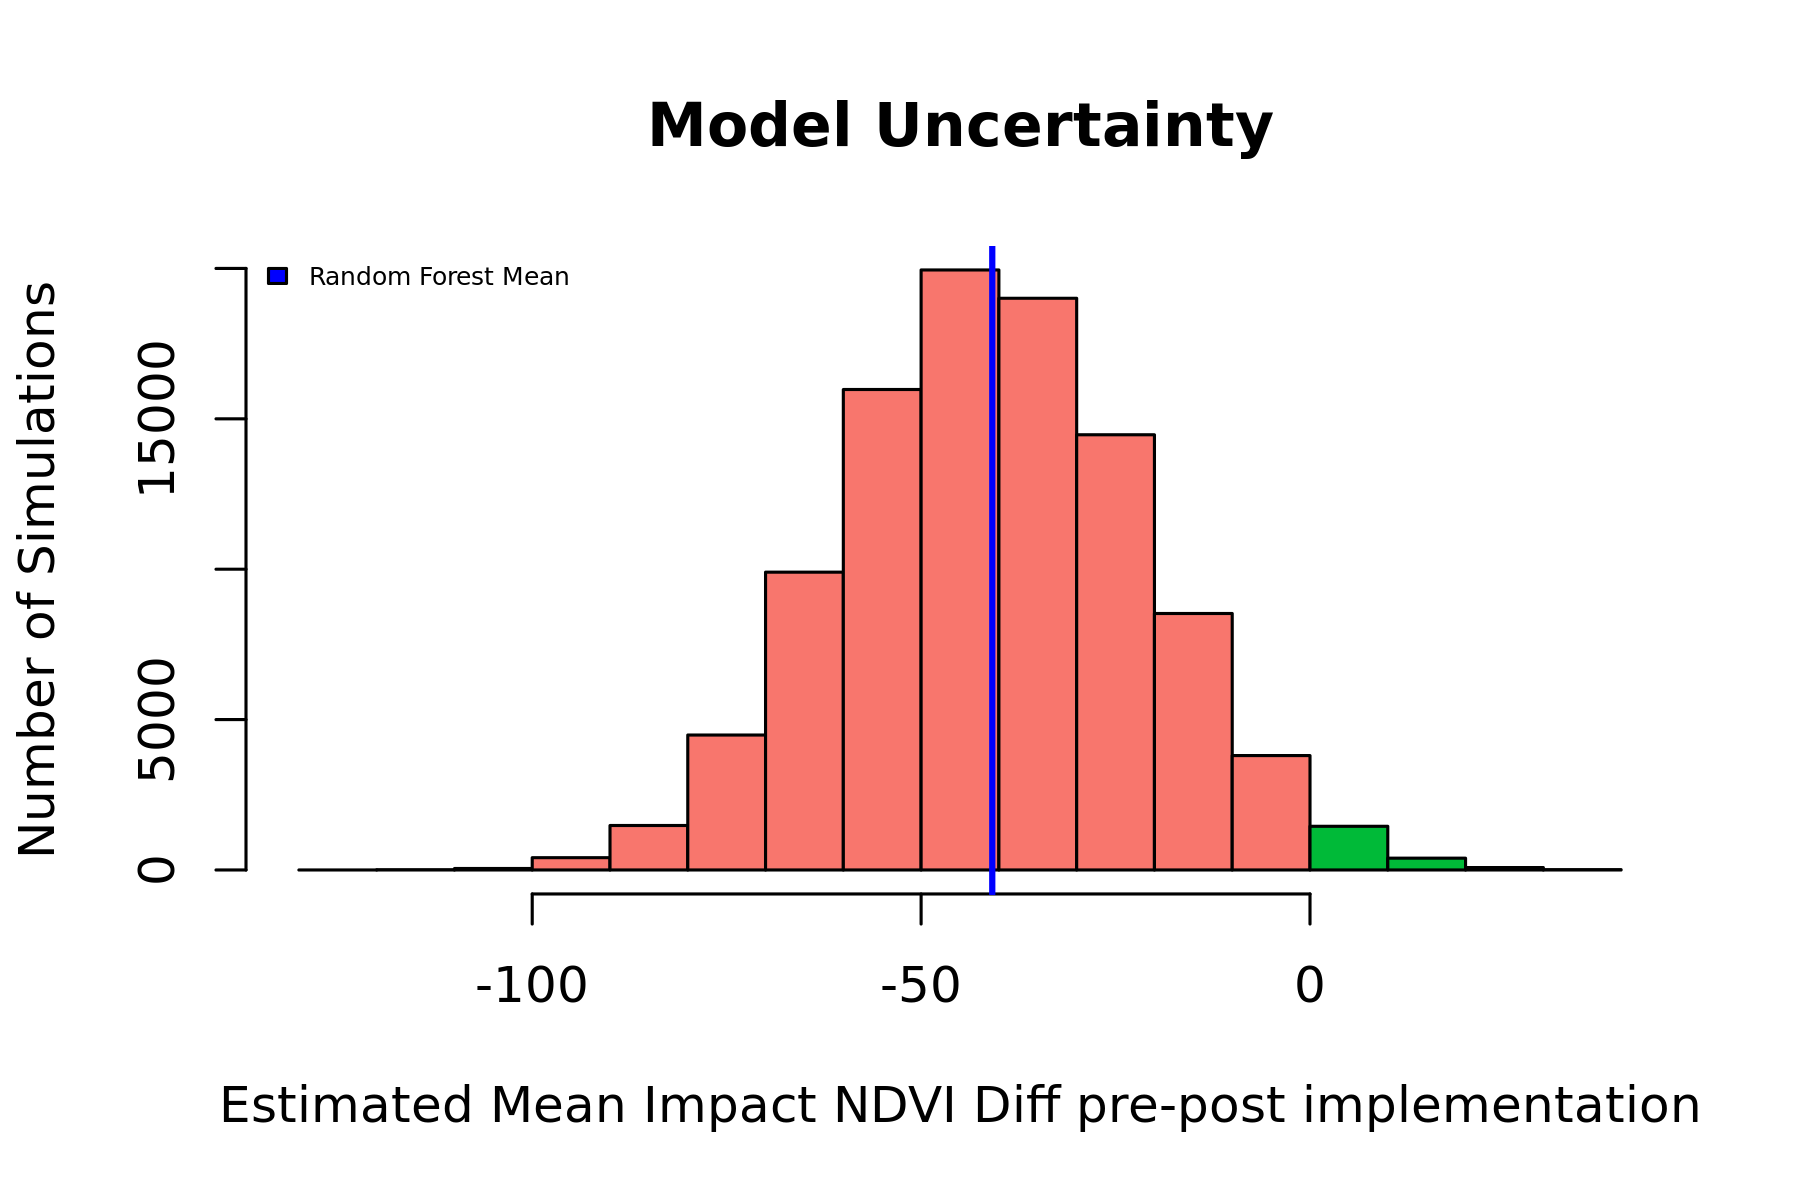 Model Uncertainty
Random Forest Mean
Number of Simulations
15000
5000
0
-100
-50
0
Estimated Mean Impact NDVI Diff pre-post implementation